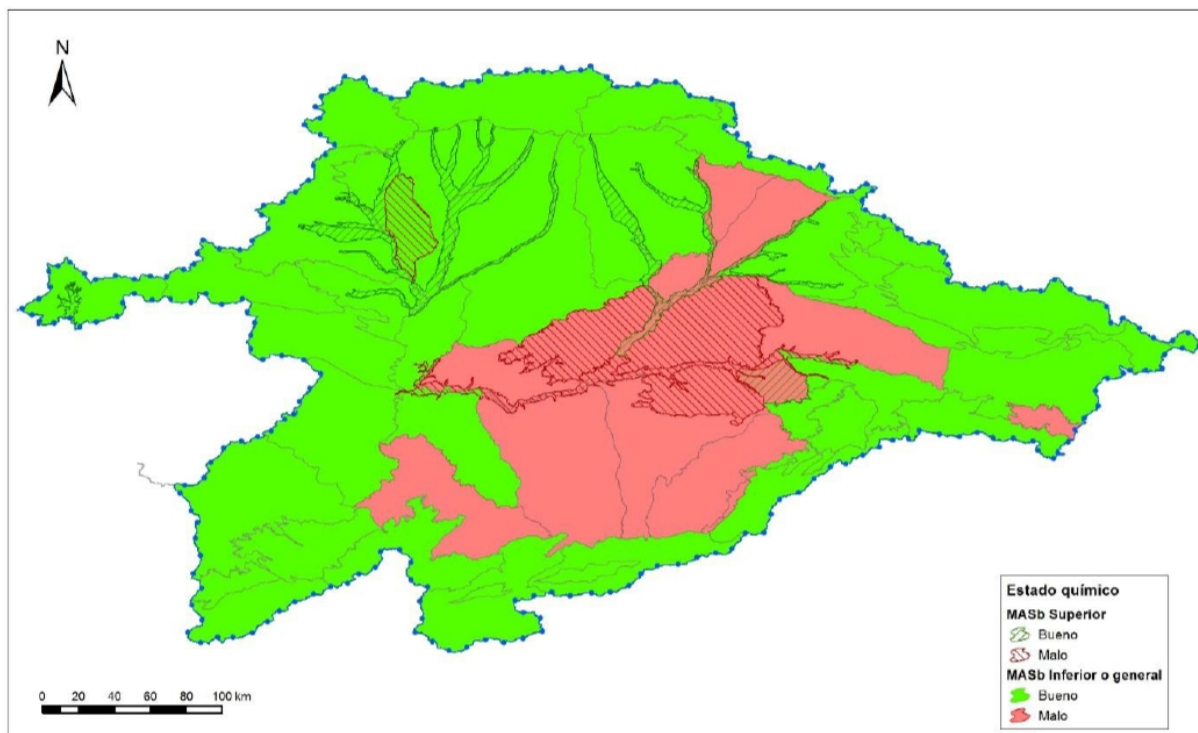 N
Estado químico
MASb Superior
Bueno
Malo
MASb Inferior o general
Bueno
Malo
0 20 40 60 80 100 km